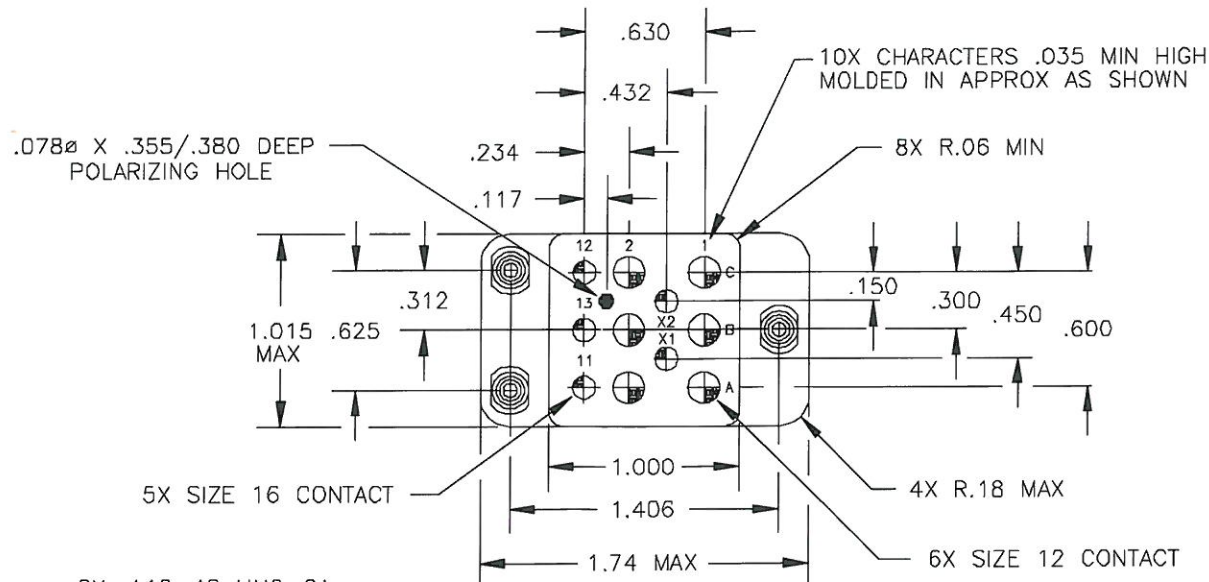 .630
10X CHARACTERS .035 MIN HIGH
MOLDED IN APPROX AS SHOWN
.432
.078ø X .355/.380 DEEP
POLARIZING HOLE
.234
8X R.06 MIN
.117
12 2 1
C
.312
13
.150
.300
.450
1.015
MAX
.625
X2
B
.600
X1
11
A
1.000
5X SIZE 16 CONTACT
4X R.18 MAX
1.406
1.74 MAX
6X SIZE 12 CONTACT